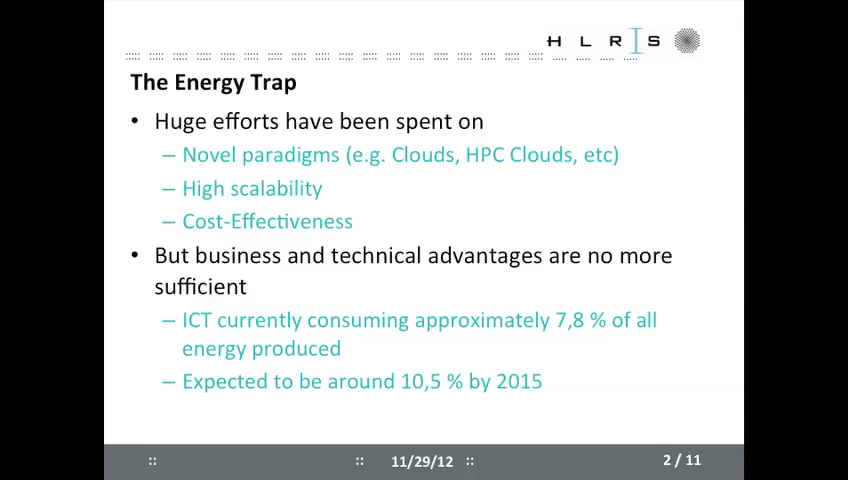 H L R I S
The Energy Trap
• Huge efforts have been spent on
– Novel paradigms (e.g. Clouds, HPC Clouds, etc)
– High scalability
– Cost-Effectiveness
• But business and technical advantages are no more
sufficient
– ICT currently consuming approximately 7,8 % of all
energy produced
– Expected to be around 10,5 % by 2015
:: :: 11/29/12 :: 2 / 11